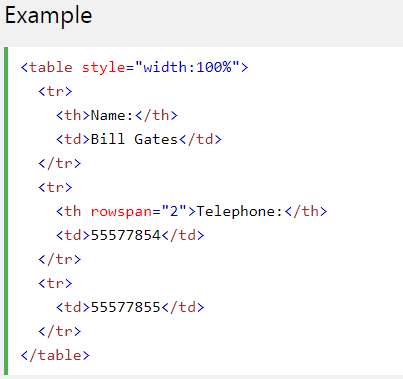 Example
<table style="width:100%">
  <tr>
    <th>Name:</th>
    <td>Bill Gates</td>
  </tr>
  <tr>
    <th rowspan="2">Telephone:</th>
    <td>55577854</td>
  </tr>
  <tr>
    <td>55577855</td>
  </tr>
</table>